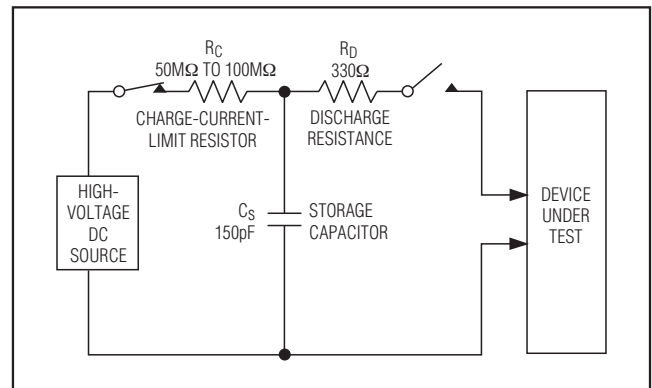 R_C
50MΩ TO 100MΩ
CHARGE-CURRENT-
LIMIT RESISTOR
R_D
330Ω
DISCHARGE
RESISTANCE
HIGH-
VOLTAGE
DC
SOURCE
C_S
150pF
STORAGE
CAPACITOR
DEVICE
UNDER
TEST